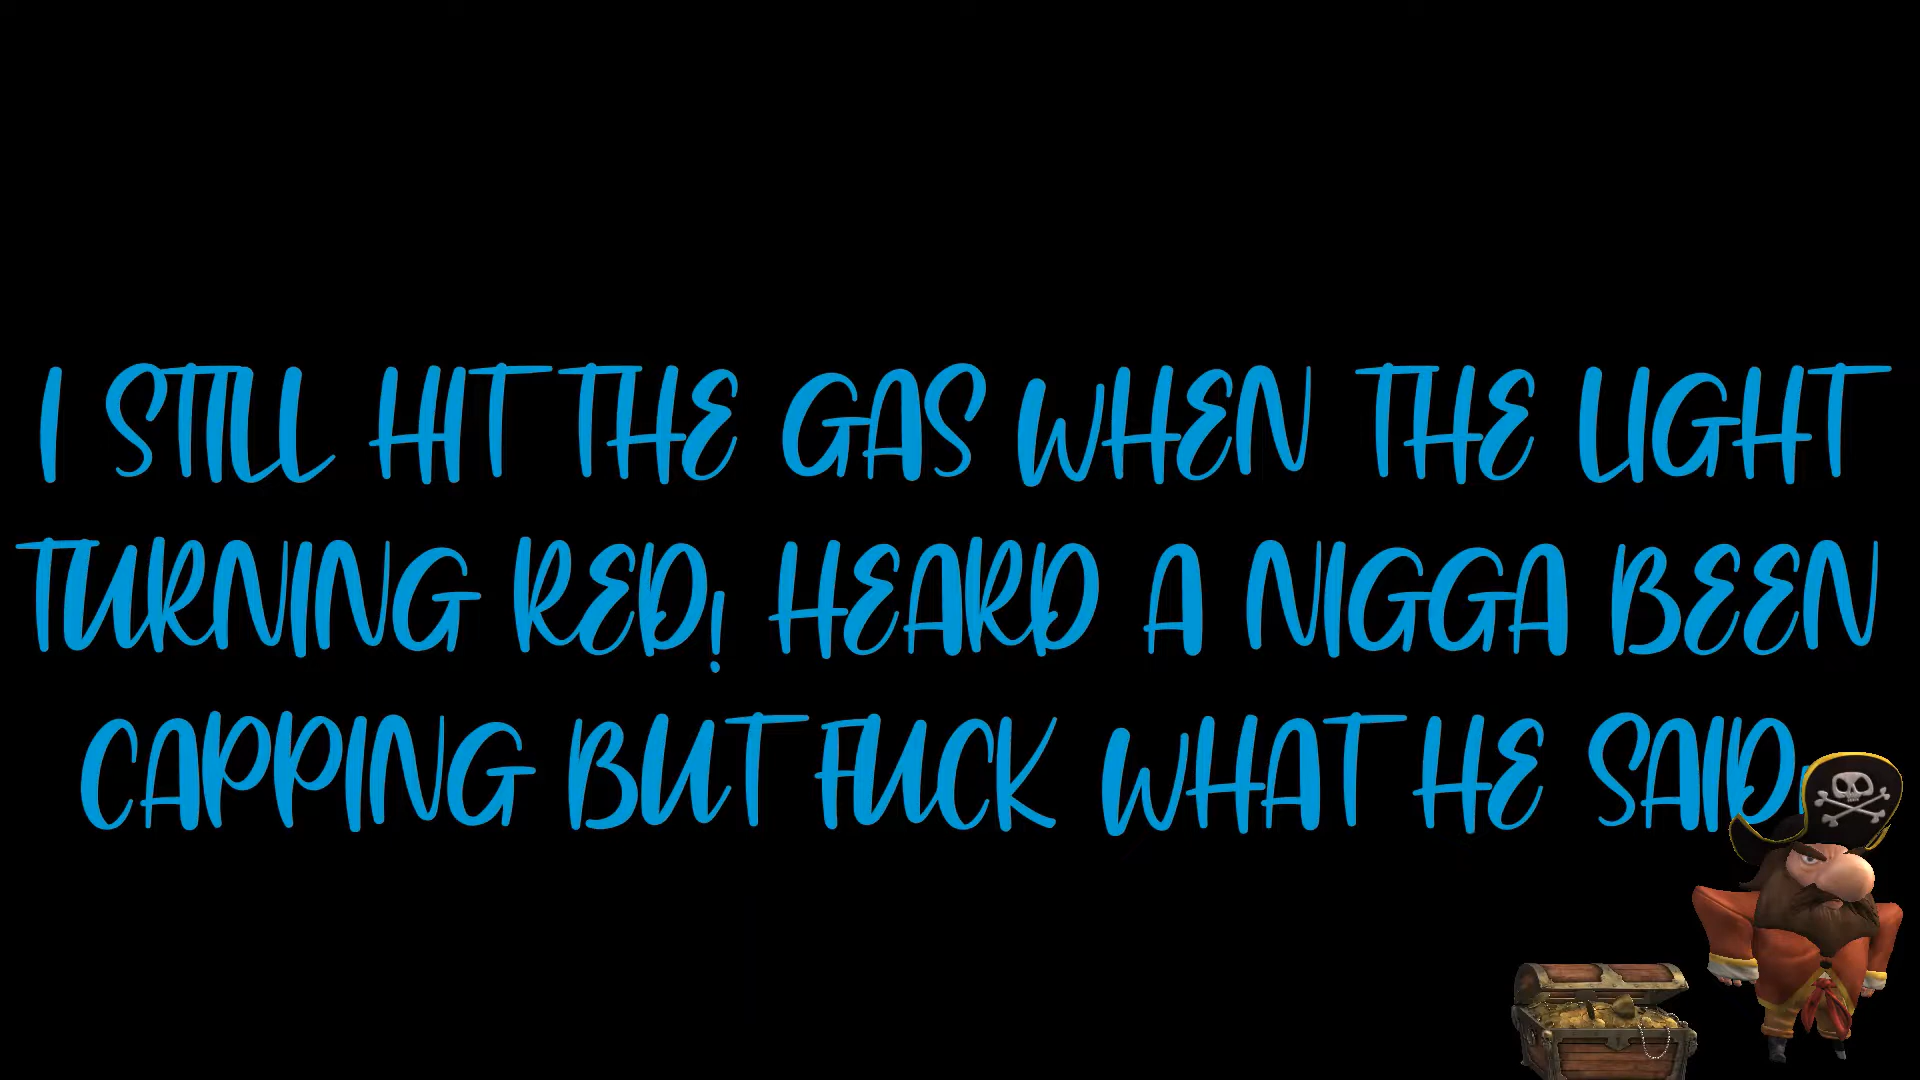 I STILL HIT THE GAS WHEN THE LIGHT
TURNING RED! HEARD A NIGGA BEEN
CAPPING BUT FUCK WHAT HE SAID